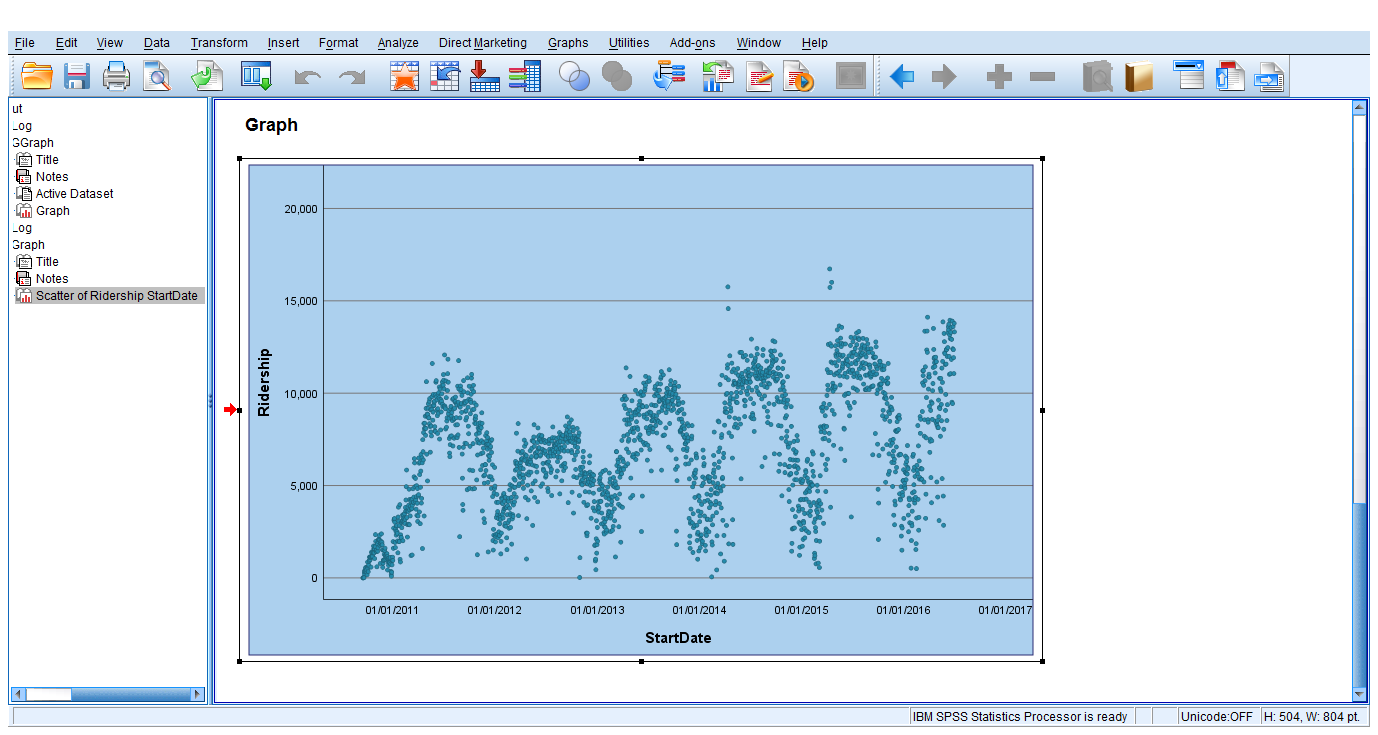 File Edit View Data Transform Insert Format Analyze Direct Marketing Graphs Utilities Add-ons Window Help
ut
Log
GGraph
Title
Notes
Active Dataset
Graph
Log
Graph
Title
Notes
Scatter of Ridership StartDate
Graph
20,000
15,000
10,000
5,000
0
Ridership
01/01/2011 01/01/2012 01/01/2013 01/01/2014 01/01/2015 01/01/2016 01/01/2017
StartDate
IBM SPSS Statistics Processor is ready Unicode:OFF H: 504, W: 804 pt.